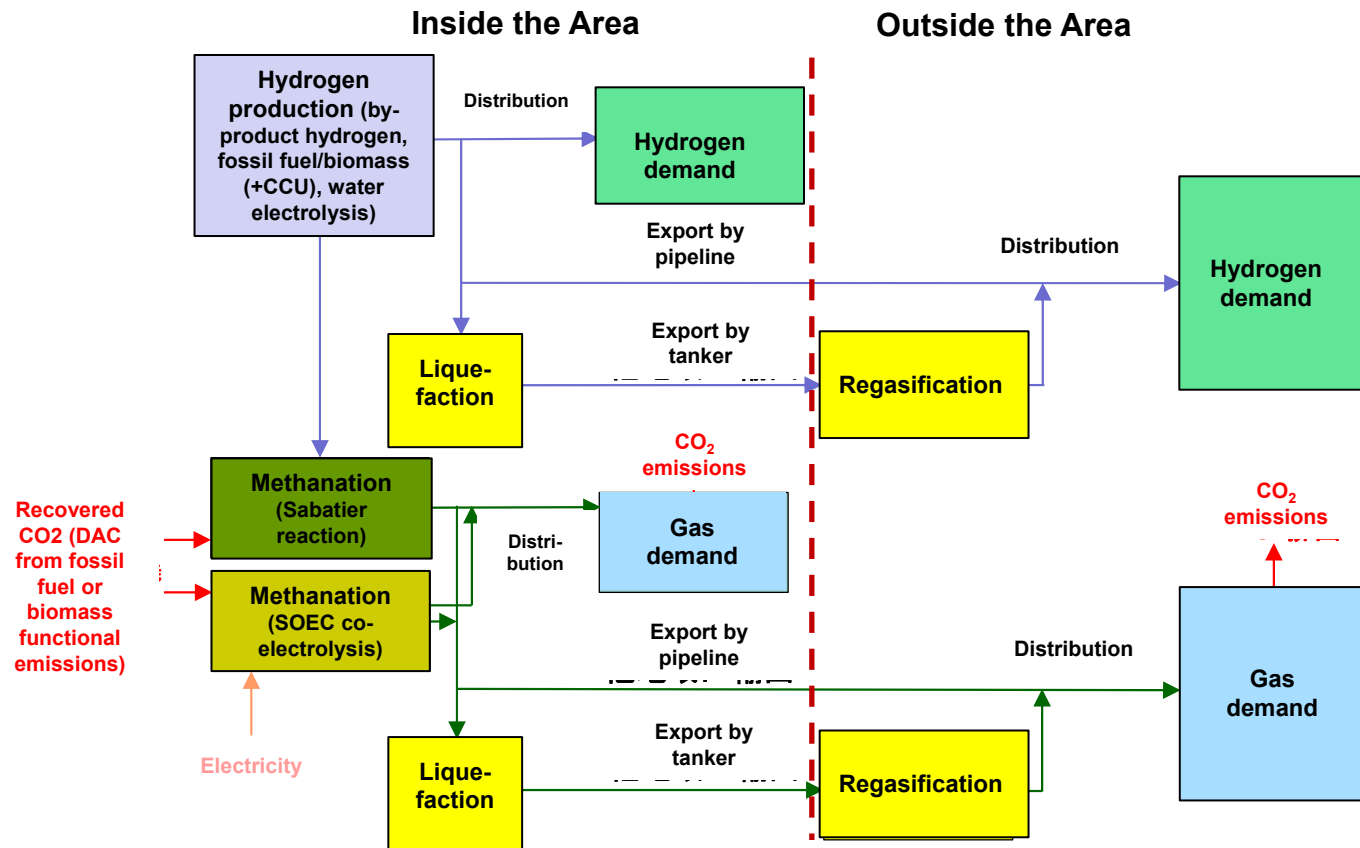 Inside the Area
Outside the Area
Hydrogen
production (by-
product hydrogen,
fossil fuel/biomass
(+CCU), water
electrolysis)
Distribution
Hydrogen
demand
Export by
pipeline
Distribution
Hydrogen
demand
Lique-
faction
Export by
tanker
Regasification
CO2
emissions
Methanation
(Sabatier
reaction)
Recovered
CO2 (DAC
from fossil
fuel or
biomass
functional
emissions)
Distri-
bution
Gas
demand
CO2
emissions
Methanation
(SOEC co-
electrolysis)
Export by
pipeline
Distribution
Gas
demand
Electricity
Lique-
faction
Export by
tanker
Regasification